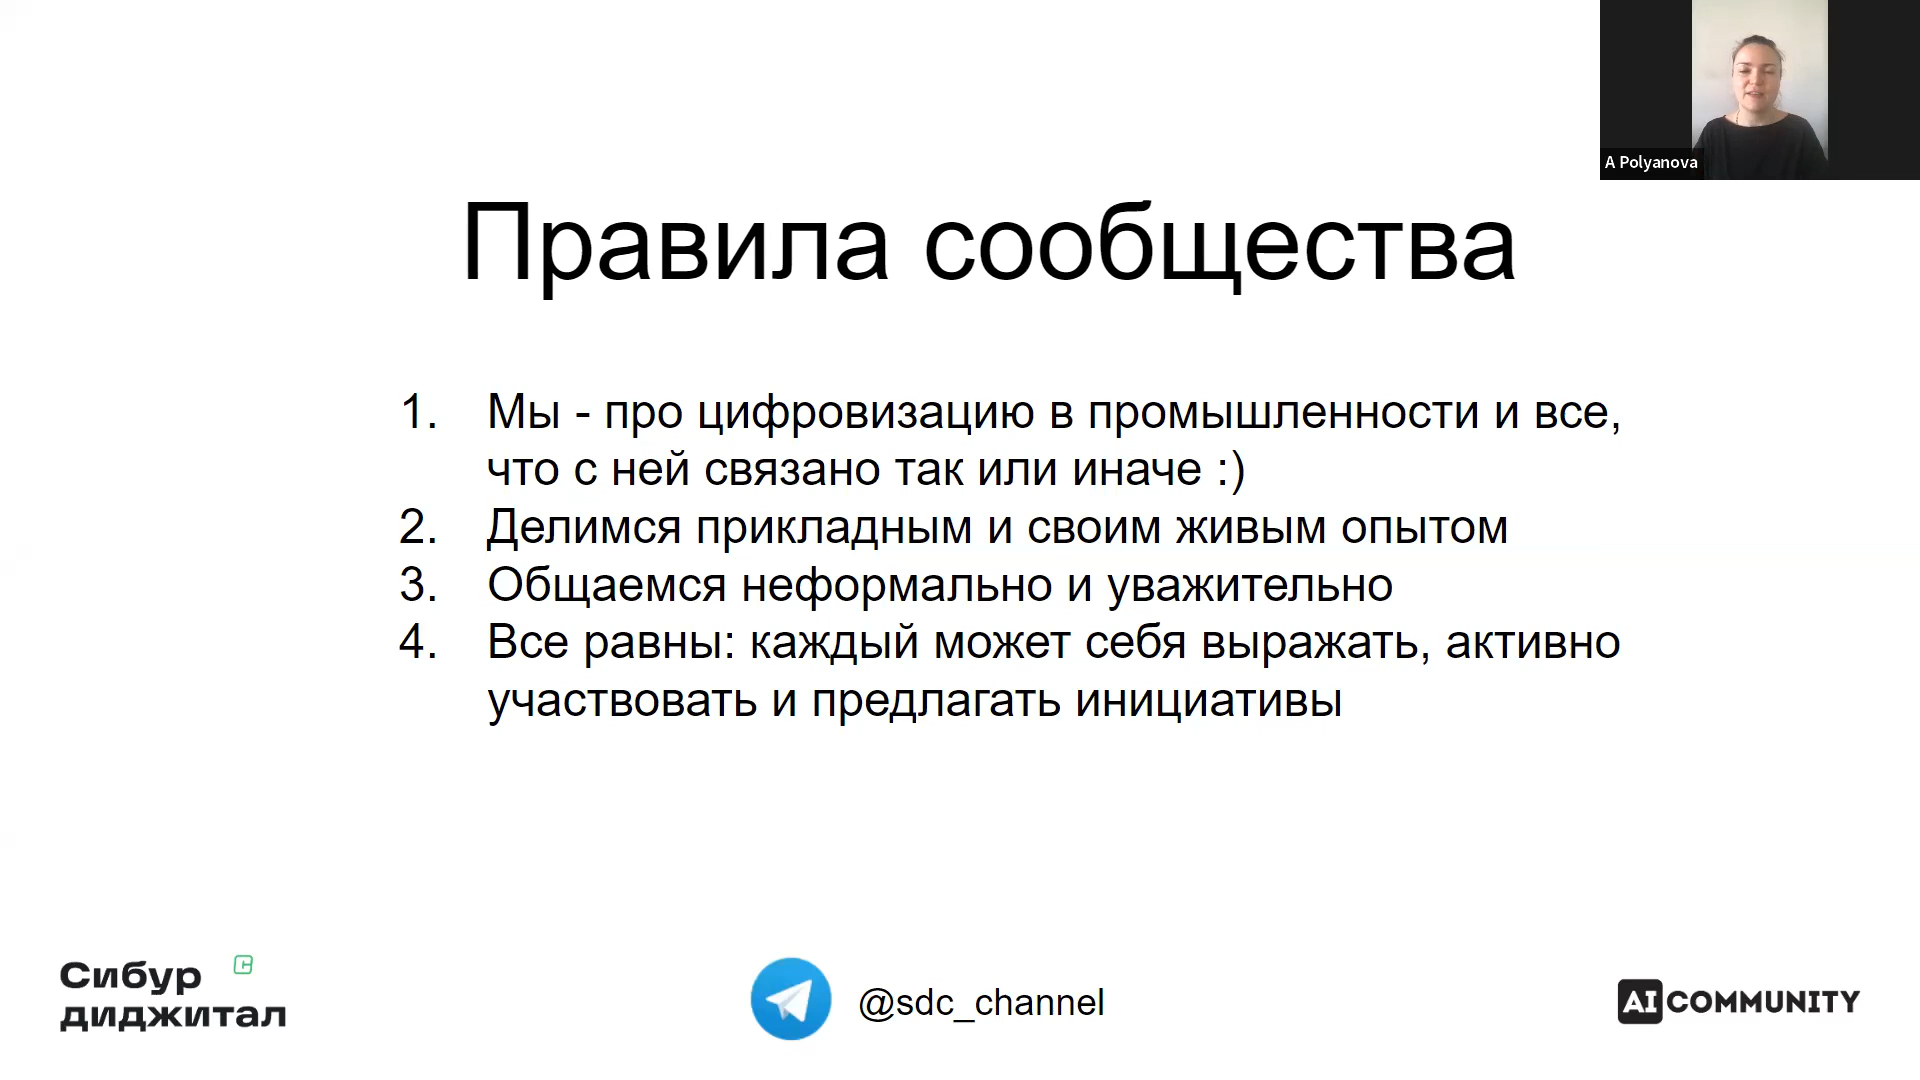 A Polyanova
Правила сообщества
1. Мы - про цифровизацию в промышленности и все,
что с ней связано так или иначе :)
2. Делимся прикладным и своим живым опытом
3. Общаемся неформально и уважительно
4. Все равны: каждый может себя выражать, активно
участвовать и предлагать инициативы
Сибур
диджитал
@sdc_channel
AI COMMUNITY